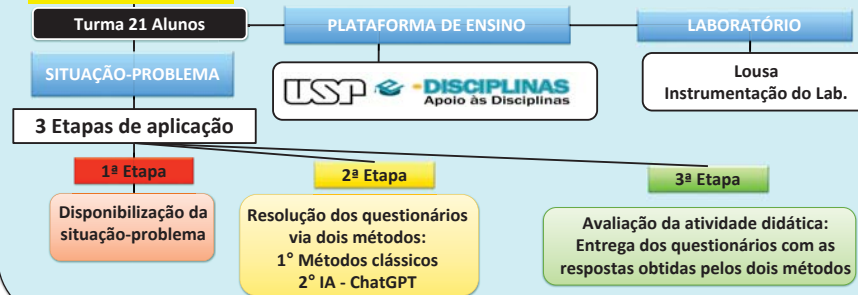 Turma 21 Alunos
PLATAFORMA DE ENSINO
LABORATÓRIO
SITUAÇÃO-PROBLEMA
USP e-DISCIPLINAS
Apoio às Disciplinas
Lousa
Instrumentação do Lab.
3 Etapas de aplicação
1ª Etapa
2ª Etapa
3ª Etapa
Disponibilização da
situação-problema
Resolução dos questionários
via dois métodos:
1° Métodos clássicos
2° IA - ChatGPT
Avaliação da atividade didática:
Entrega dos questionários com as
respostas obtidas pelos dois métodos